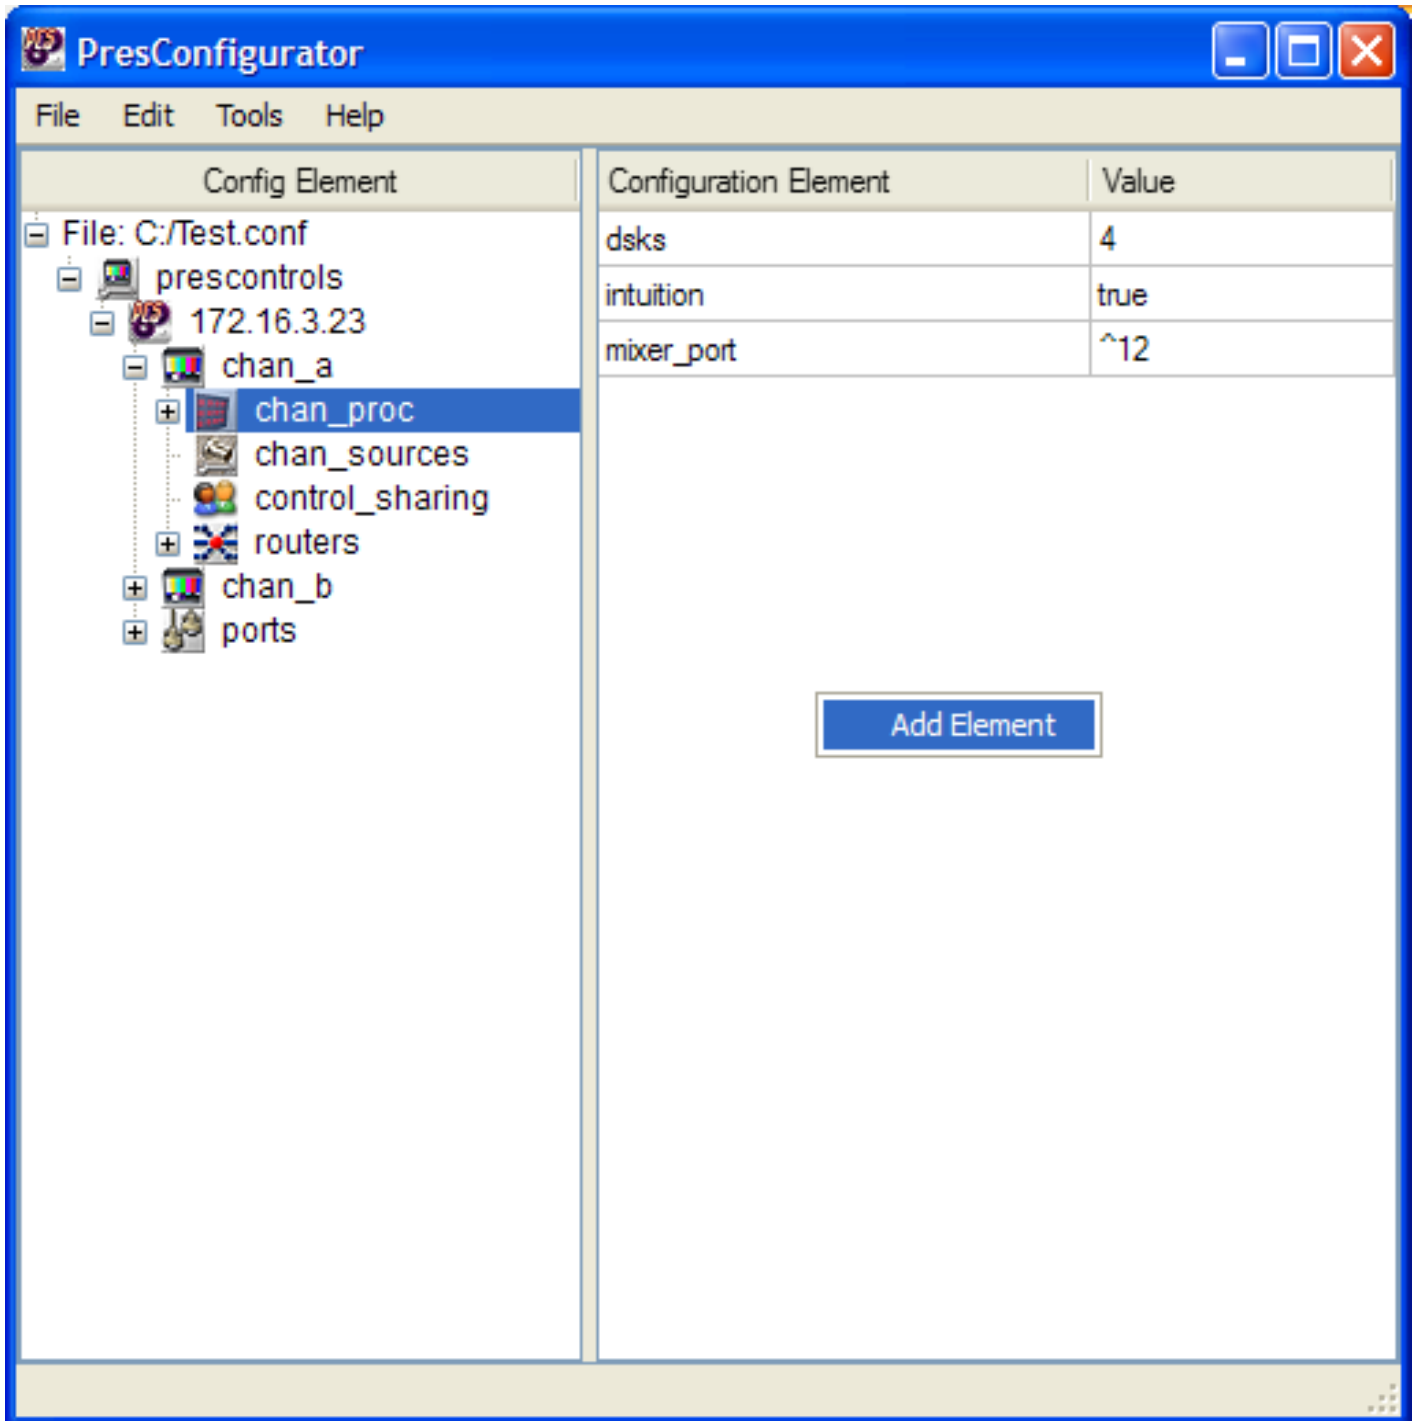 PresConfigurator
File Edit Tools Help
Config Element
Configuration Element Value
File: C:/Test.conf
prescontrols
172.16.3.23
chan_a
chan_proc
chan_sources
control_sharing
routers
chan_b
ports
dsks 4
intuition true
mixer_port ^12
Add Element